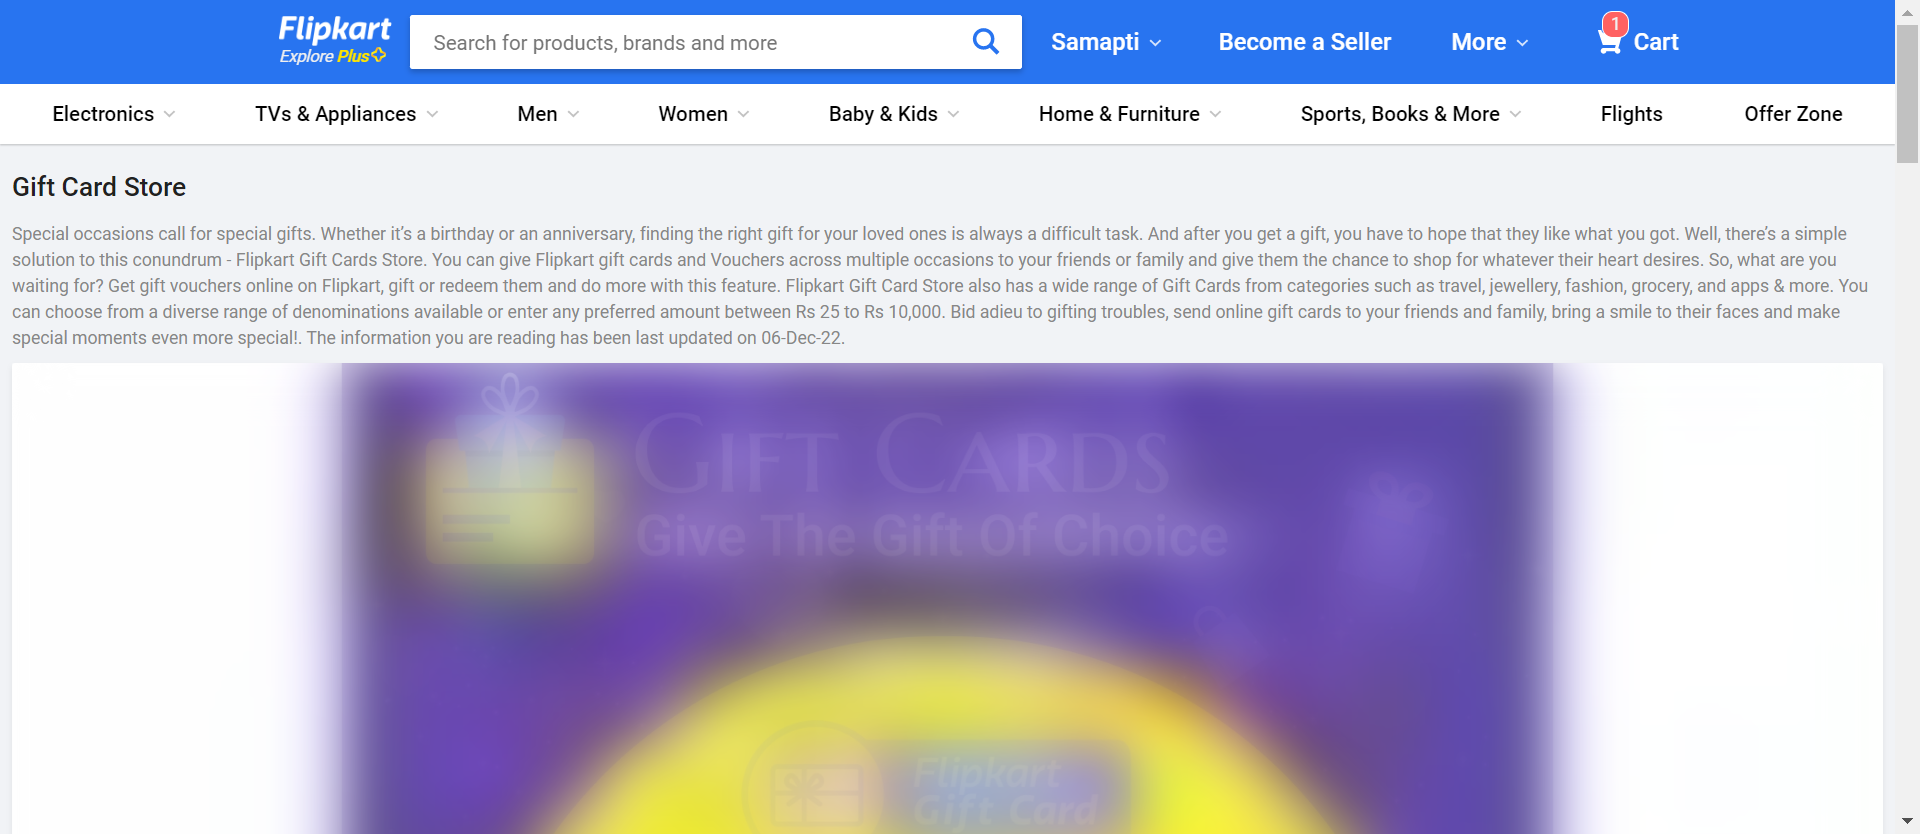 Flipkart
Explore Plus
Search for products, brands and more
Samapti
Become a Seller
More
1
Cart
Electronics
TVs & Appliances
Men
Women
Baby & Kids
Home & Furniture
Sports, Books & More
Flights
Offer Zone
Gift Card Store
Special occasions call for special gifts. Whether it’s a birthday or an anniversary, finding the right gift for your loved ones is always a difficult task. And after you get a gift, you have to hope that they like what you got. Well, there’s a simple
solution to this conundrum - Flipkart Gift Cards Store. You can give Flipkart gift cards and Vouchers across multiple occasions to your friends or family and give them the chance to shop for whatever their heart desires. So, what are you
waiting for? Get gift vouchers online on Flipkart, gift or redeem them and do more with this feature. Flipkart Gift Card Store also has a wide range of Gift Cards from categories such as travel, jewellery, fashion, grocery, and apps & more. You
can choose from a diverse range of denominations available or enter any preferred amount between Rs 25 to Rs 10,000. Bid adieu to gifting troubles, send online gift cards to your friends and family, bring a smile to their faces and make
special moments even more special!. The information you are reading has been last updated on 06-Dec-22.
GIFT CARDS
Give The Gift Of Choice
Flipkart
Gift Card